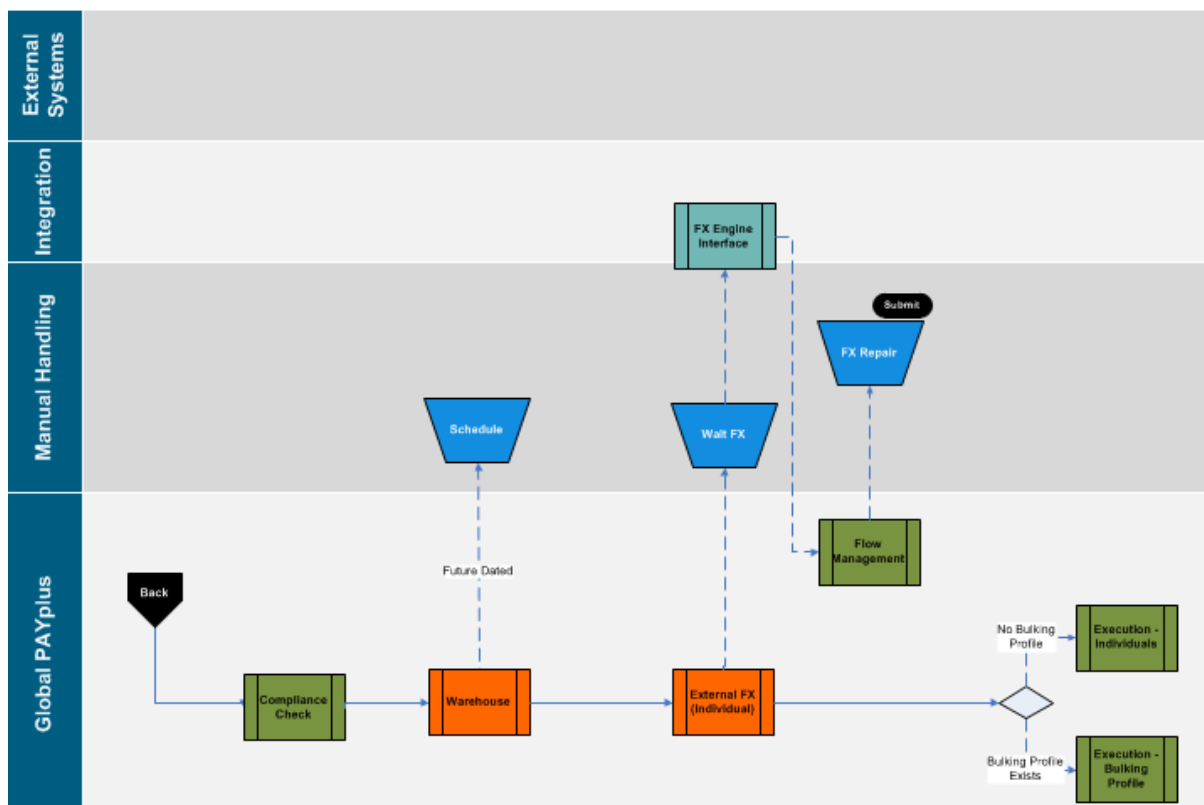 External
Systems
Integration
FX Engine
Interface
Manual Handling
Submit
FX Repair
Schedule
Wait FX
Global PAYplus
Flow
Management
Future Dated
Back
No Bulking
Profile
Execution -
Individuals
Compliance
Check
Warehouse
External FX
(Individual)
Bulking Profile
Exists
Execution -
Bulking
Profile